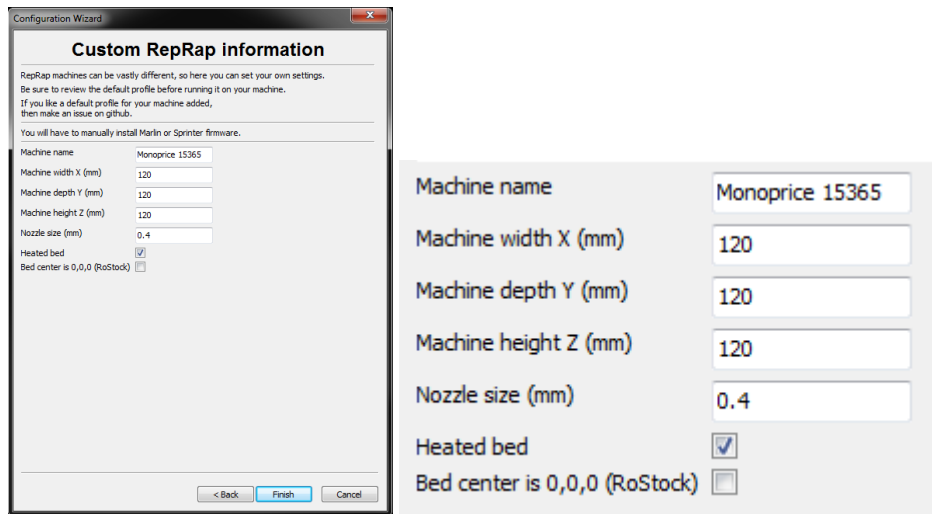 Configuration Wizard
Custom RepRap information
RepRap machines can be vastly different, so here you can set your own settings.
Be sure to review the default profile before running it on your machine.
If you like a default profile for your machine added,
then make an issue on github.
You will have to manually install Marlin or Sprinter firmware.
Machine name Monoprice 15365
Machine width X (mm) 120
Machine depth Y (mm) 120
Machine height Z (mm) 120
Nozzle size (mm) 0.4
Heated bed
Bed center is 0,0,0 (RoStock)
< Back Finish Cancel
Machine name Monoprice 15365
Machine width X (mm) 120
Machine depth Y (mm) 120
Machine height Z (mm) 120
Nozzle size (mm) 0.4
Heated bed
Bed center is 0,0,0 (RoStock)